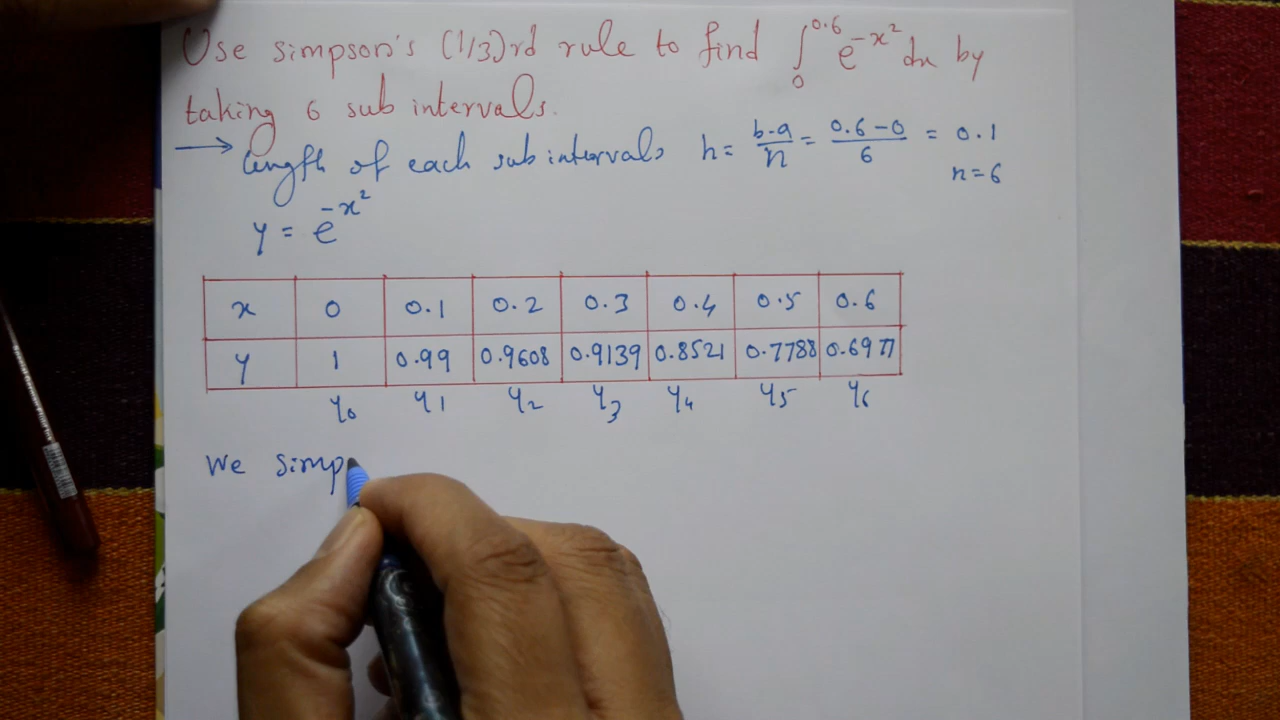 Use simpson's (1/3)rd rule to find ∫₀^0.6 e^-x² dx by
taking 6 sub intervals.
→ length of each sub intervals h = b-a/n = 0.6-0/6 = 0.1
n=6
y = e^-x²
x 0 0.1 0.2 0.3 0.4 0.5 0.6
y 1 0.99 0.9608 0.9139 0.8521 0.7788 0.6977
y₀ y₁ y₂ y₃ y₄ y₅ y₆
We simp